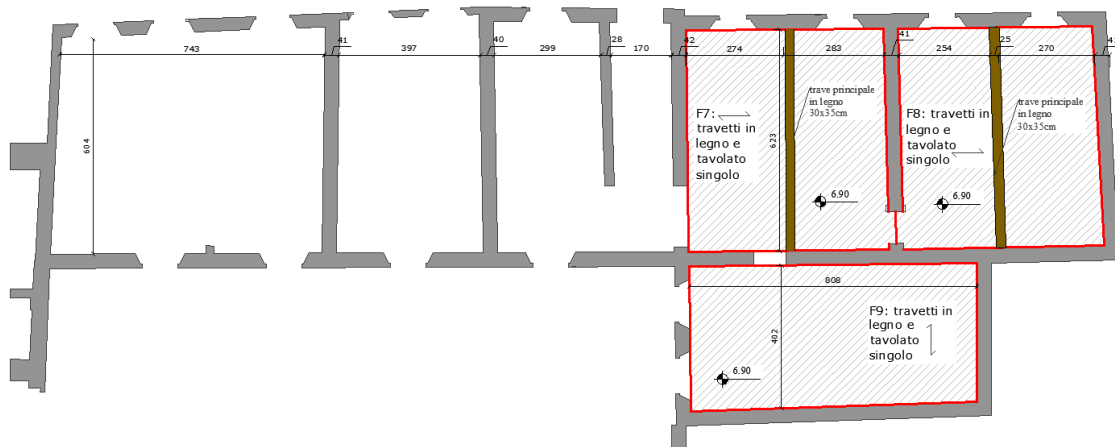 743
41
397
40
299
28
170
42
274
283
41
254
25
270
604
623
F7:
travetti in
legno e
tavolato
singolo
trave principale
in legno
30x35cm
F8: travetti in
legno e
tavolato
singolo
trave principale
in legno
30x35cm
6.90
6.90
808
402
F9: travetti in
legno e
tavolato
singolo
6.90